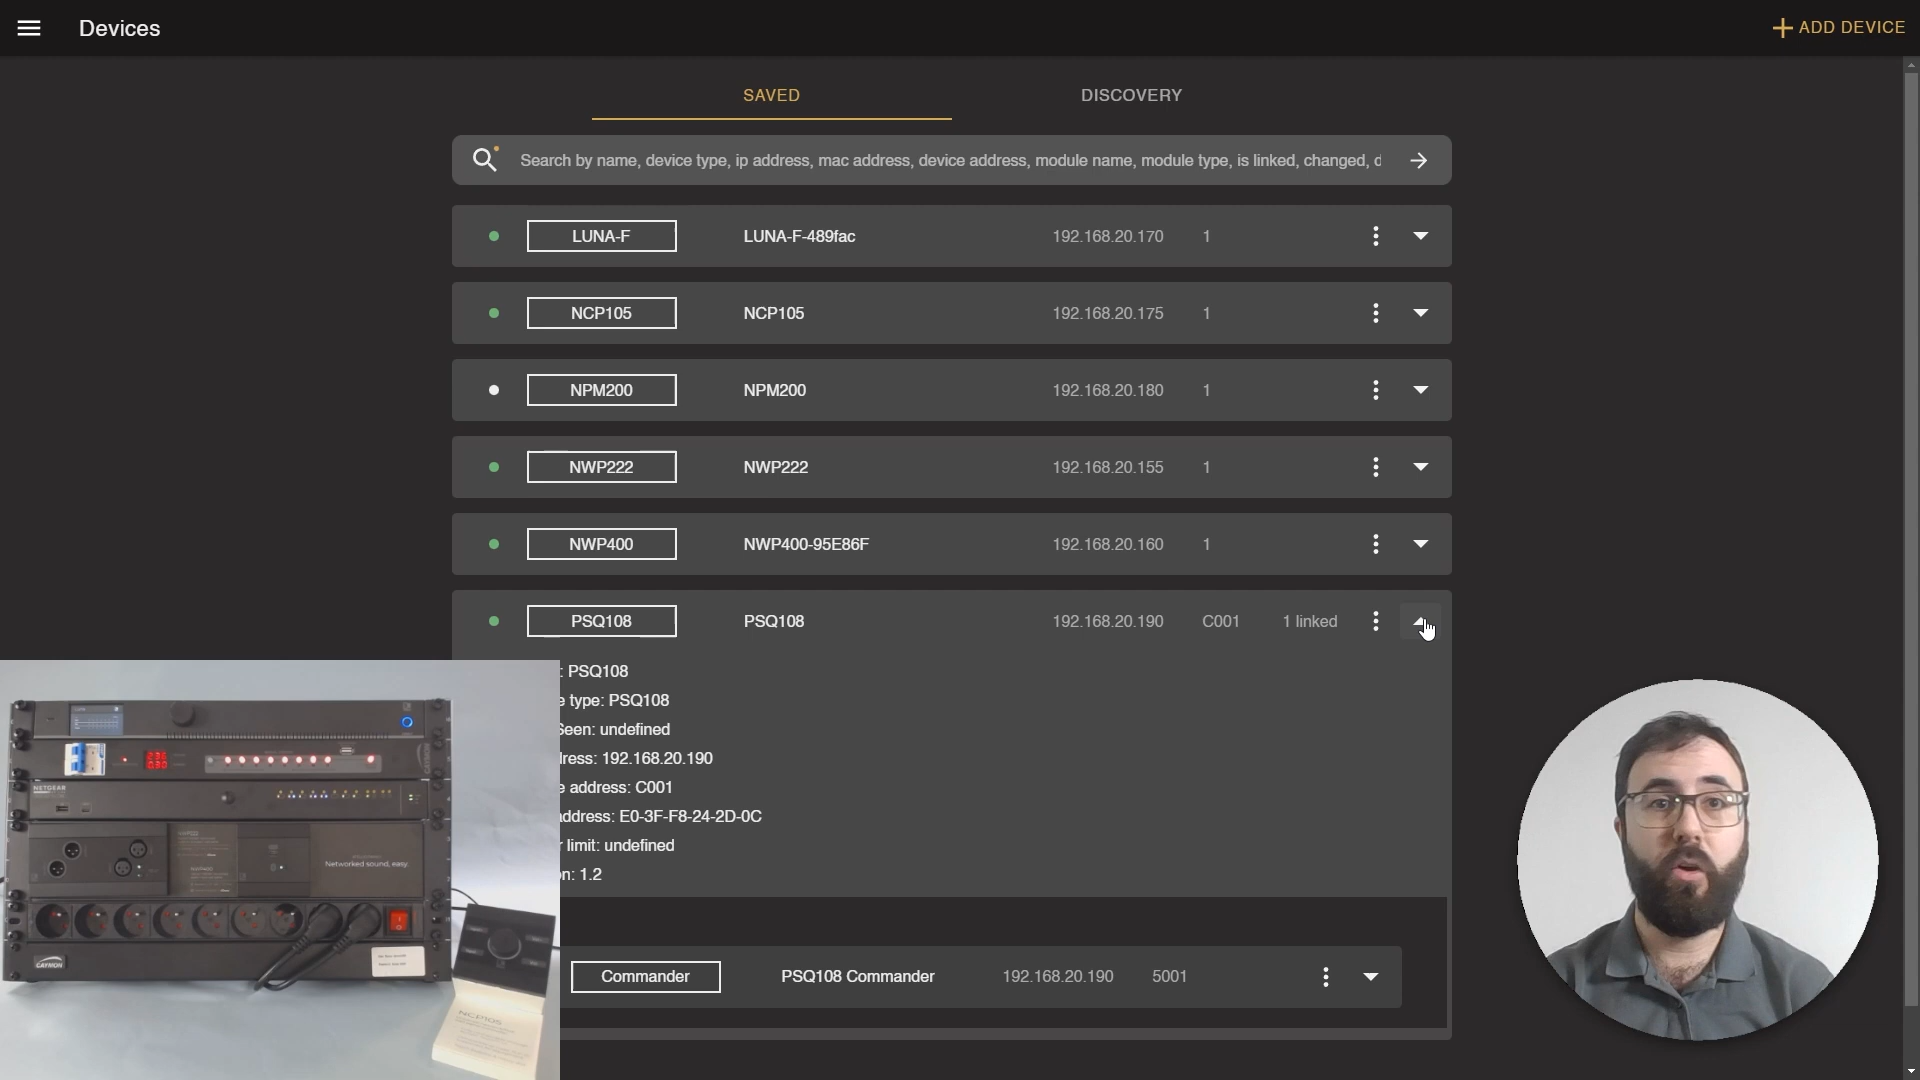 Devices
ADD DEVICE
SAVED
DISCOVERY
Search by name, device type, ip address, mac address, device address, module name, module type, is linked, changed, d
LUNA-F LUNA-F-489fac 192.168.20.170 1
NCP105 NCP105 192.168.20.175 1
NPM200 NPM200 192.168.20.180 1
NWP222 NWP222 192.168.20.155 1
NWP400 NWP400-95E86F 192.168.20.160 1
PSQ108 PSQ108 192.168.20.190 C001 1 linked
: PSQ108
e type: PSQ108
Seen: undefined
dress: 192.168.20.190
e address: C001
address: E0-3F-F8-24-2D-0C
r limit: undefined
on: 1.2
Commander PSQ108 Commander 192.168.20.190 5001
NETGEAR
Networked sound, easy.
CAYMON
NCP105